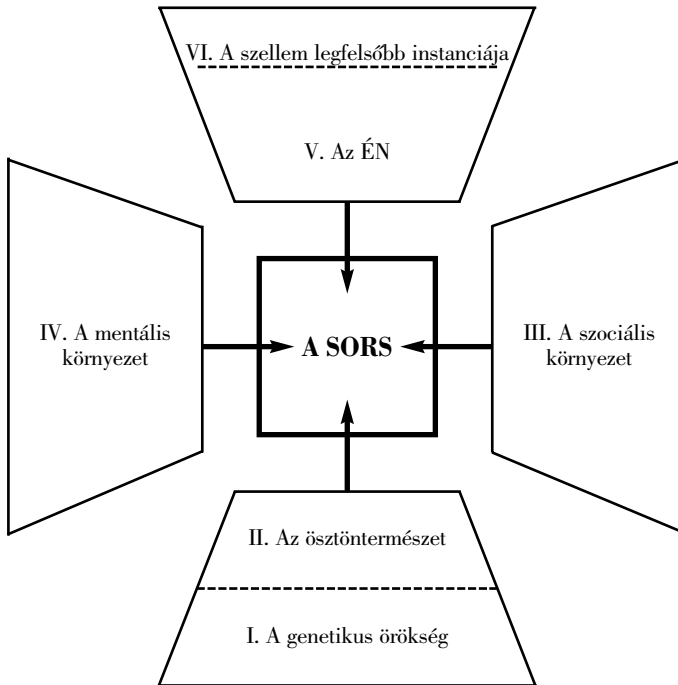 VI. A szellem legfelsőbb instanciája
V. Az ÉN
IV. A mentális
környezet
A SORS
III. A szociális
környezet
II. Az ösztöntermészet
I. A genetikus örökség